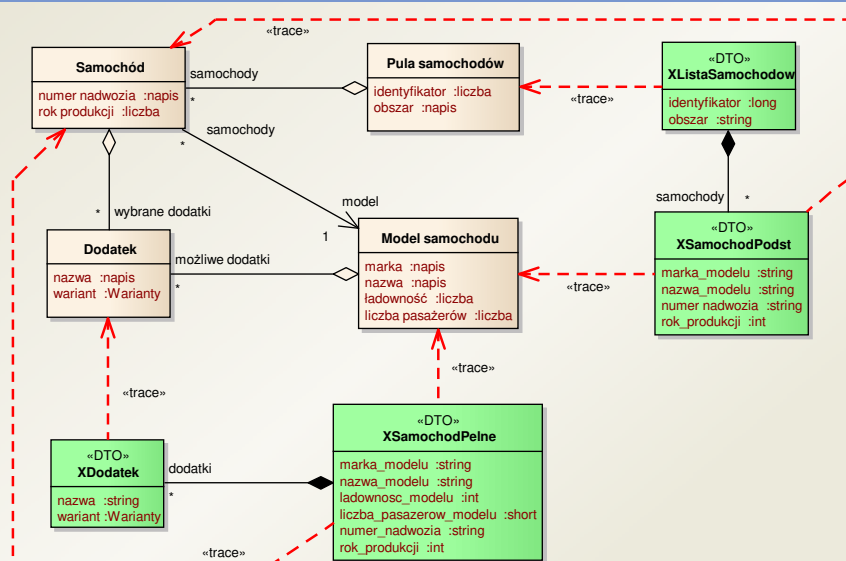 «trace»
Samochód
numer nadwozia :napis
rok produkcji :liczba
samochody
*
Pula samochodów
identyfikator :liczba
obszar :napis
«trace»
«DTO»
XListaSamochodow
identyfikator :long
obszar :string
samochody
*
model
1
*
wybrane dodatki
samochody
*
Dodatek
nazwa :napis
wariant :Warianty
możliwe dodatki
*
Model samochodu
marka :napis
nazwa :napis
ładowność :liczba
liczba pasażerów :liczba
«trace»
«DTO»
XSamochodPodst
marka_modelu :string
nazwa_modelu :string
numer nadwozia :string
rok_produkcji :int
«trace»
«trace»
«DTO»
XDodatek
nazwa :string
wariant :Warianty
dodatki
*
«DTO»
XSamochodPelne
marka_modelu :string
nazwa_modelu :string
ladownosc_modelu :int
liczba_pasazerow_modelu :short
numer_nadwozia :string
rok_produkcji :int
«trace»